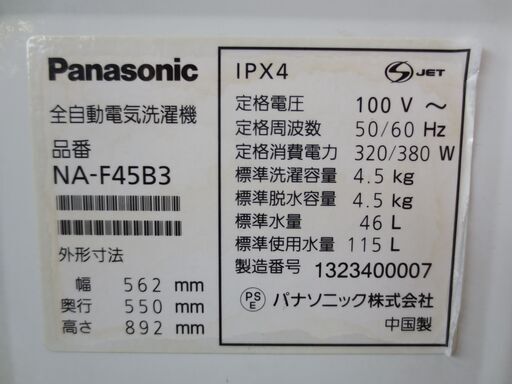 Panasonic
全自動電気洗濯機
品番
NA-F45B3
外形寸法
幅 562 mm
奥行 550 mm
高さ 892 mm
IPX4
S JET
定格電圧 100 V ～
定格周波数 50/60 Hz
定格消費電力 320/380 W
標準洗濯容量 4.5 kg
標準脱水容量 4.5 kg
標準水量 46 L
標準使用水量 115 L
製造番号 1323400007
PS E パナソニック株式会社
中国製